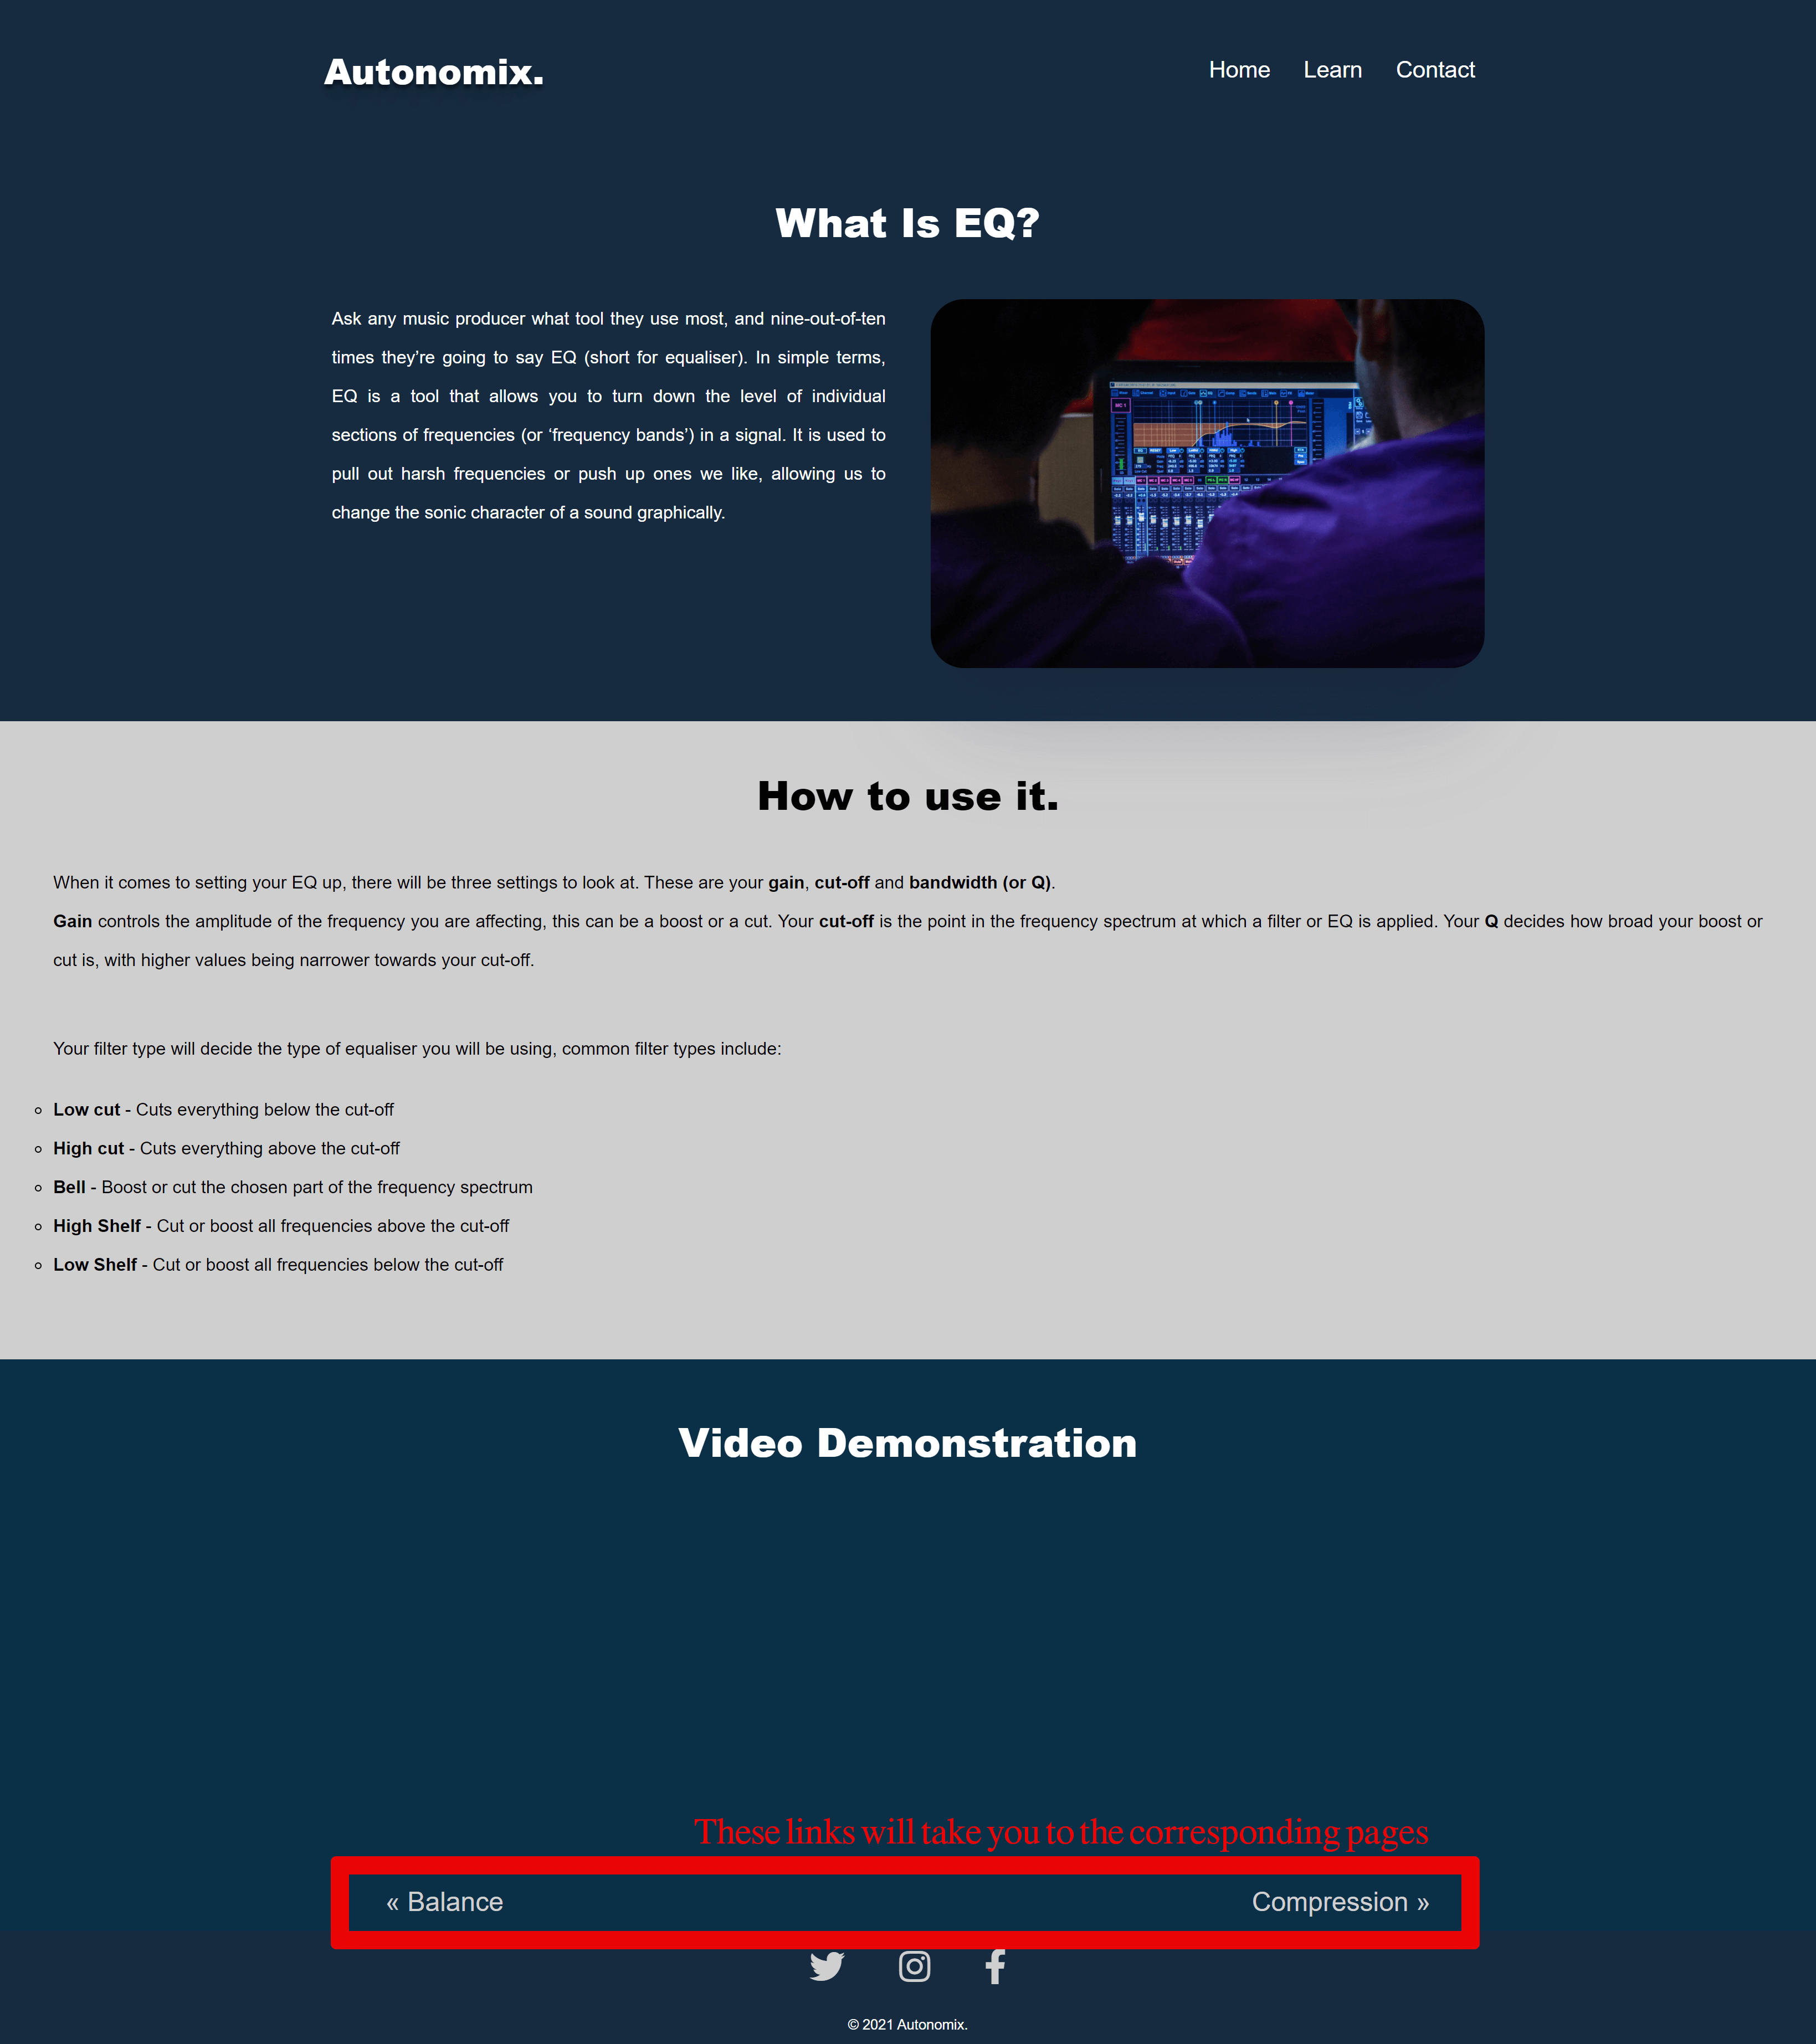 Autonomix.
Home Learn Contact
What Is EQ?
Ask any music producer what tool they use most, and nine-out-of-ten
times they’re going to say EQ (short for equaliser). In simple terms,
EQ is a tool that allows you to turn down the level of individual
sections of frequencies (or ‘frequency bands’) in a signal. It is used to
pull out harsh frequencies or push up ones we like, allowing us to
change the sonic character of a sound graphically.
How to use it.
When it comes to setting your EQ up, there will be three settings to look at. These are your gain, cut-off and bandwidth (or Q).
Gain controls the amplitude of the frequency you are affecting, this can be a boost or a cut. Your cut-off is the point in the frequency spectrum at which a filter or EQ is applied. Your Q decides how broad your boost or
cut is, with higher values being narrower towards your cut-off.
Your filter type will decide the type of equaliser you will be using, common filter types include:
Low cut - Cuts everything below the cut-off
High cut - Cuts everything above the cut-off
Bell - Boost or cut the chosen part of the frequency spectrum
High Shelf - Cut or boost all frequencies above the cut-off
Low Shelf - Cut or boost all frequencies below the cut-off
Video Demonstration
These links will take you to the corresponding pages
« Balance Compression »
© 2021 Autonomix.